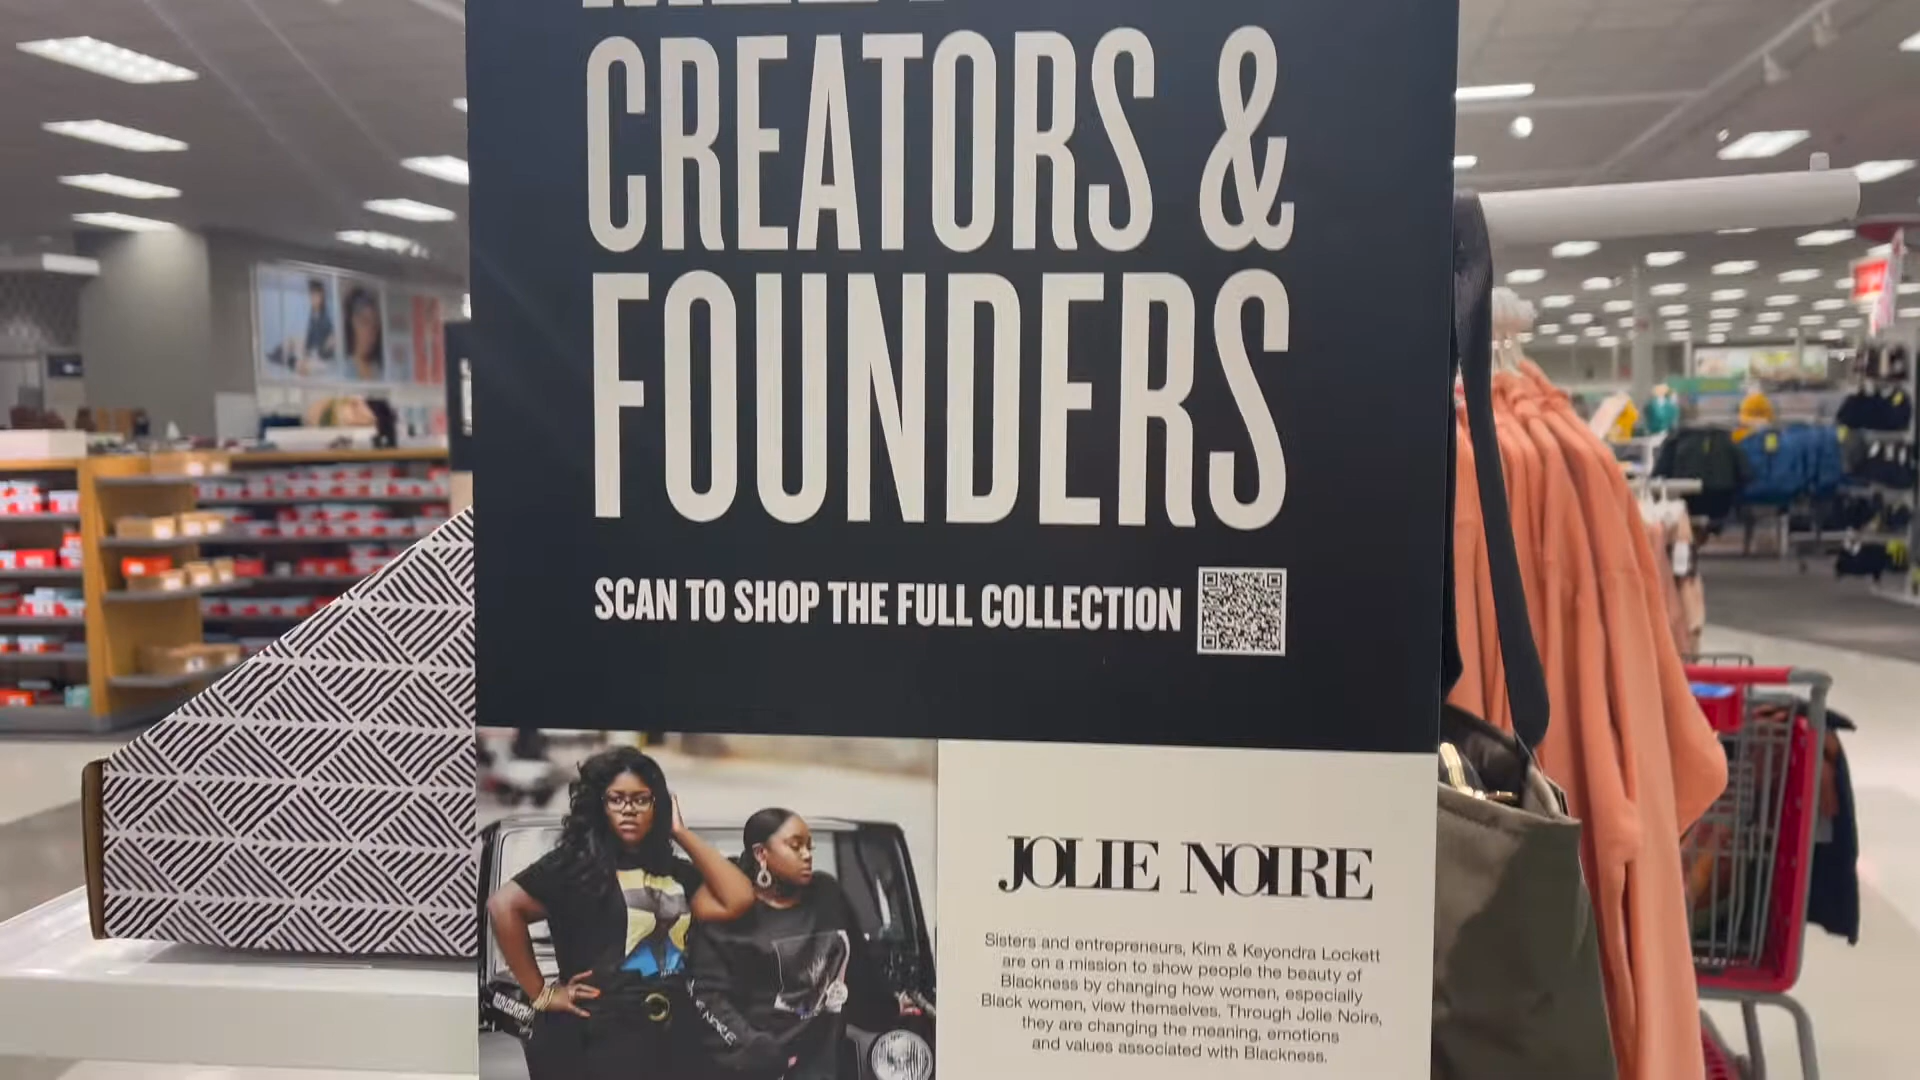 CREATORS &
FOUNDERS
SCAN TO SHOP THE FULL COLLECTION
JOLIE NOIRE
Sisters and entrepreneurs, Kim & Keyondra Lockett
are on a mission to show people the beauty of
Blackness by changing how women, especially
Black women, view themselves. Through Jolie Noire,
they are changing the meaning, emotions
and values associated with Blackness.